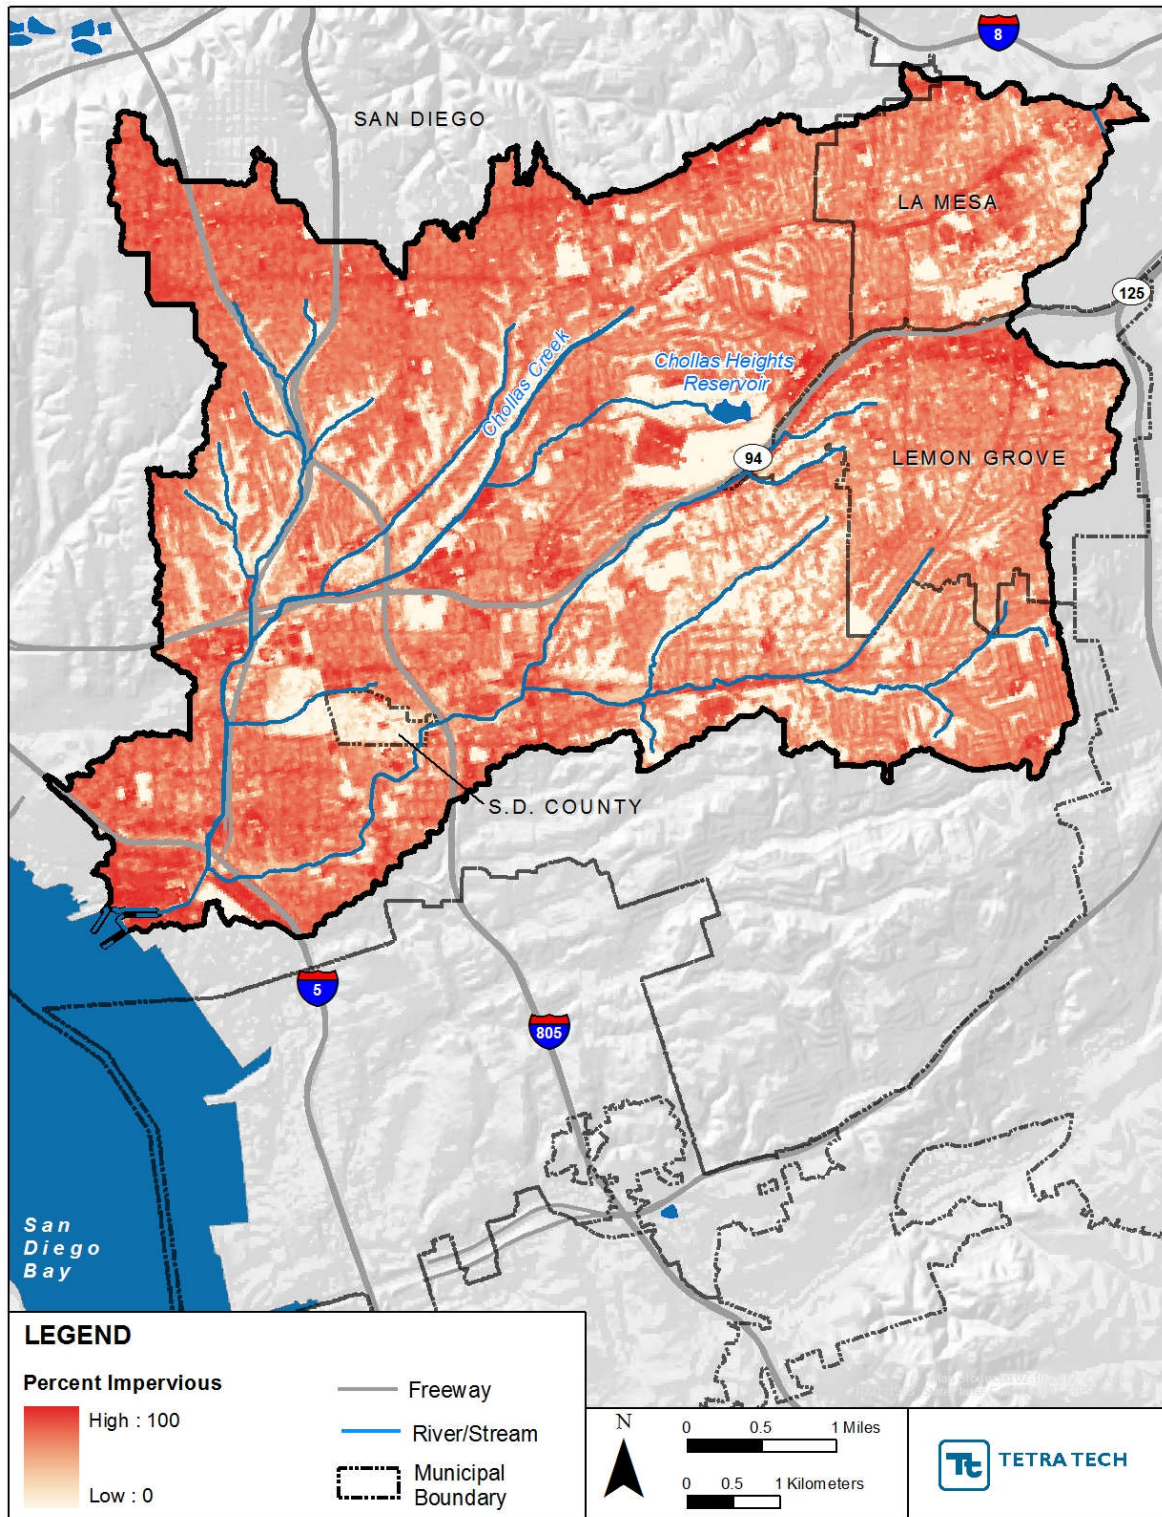 8
SAN DIEGO
LA MESA
125
Chollas Creek
Chollas Heights
Reservoir
94
LEMON GROVE
S.D. COUNTY
5
805
San
Diego
Bay
LEGEND
Percent Impervious
High : 100
Low : 0
Freeway
River/Stream
Municipal
Boundary
N
0 0.5 1 Miles
0 0.5 1 Kilometers
Tt
TETRA TECH